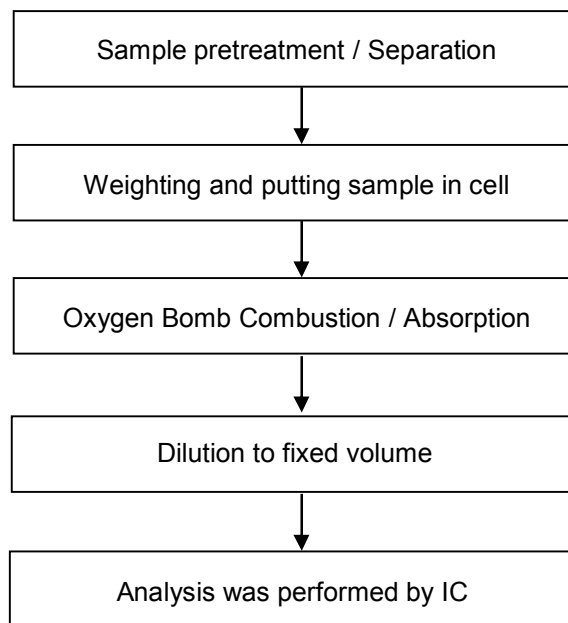 Sample pretreatment / Separation
Weighting and putting sample in cell
Oxygen Bomb Combustion / Absorption
Dilution to fixed volume
Analysis was performed by IC